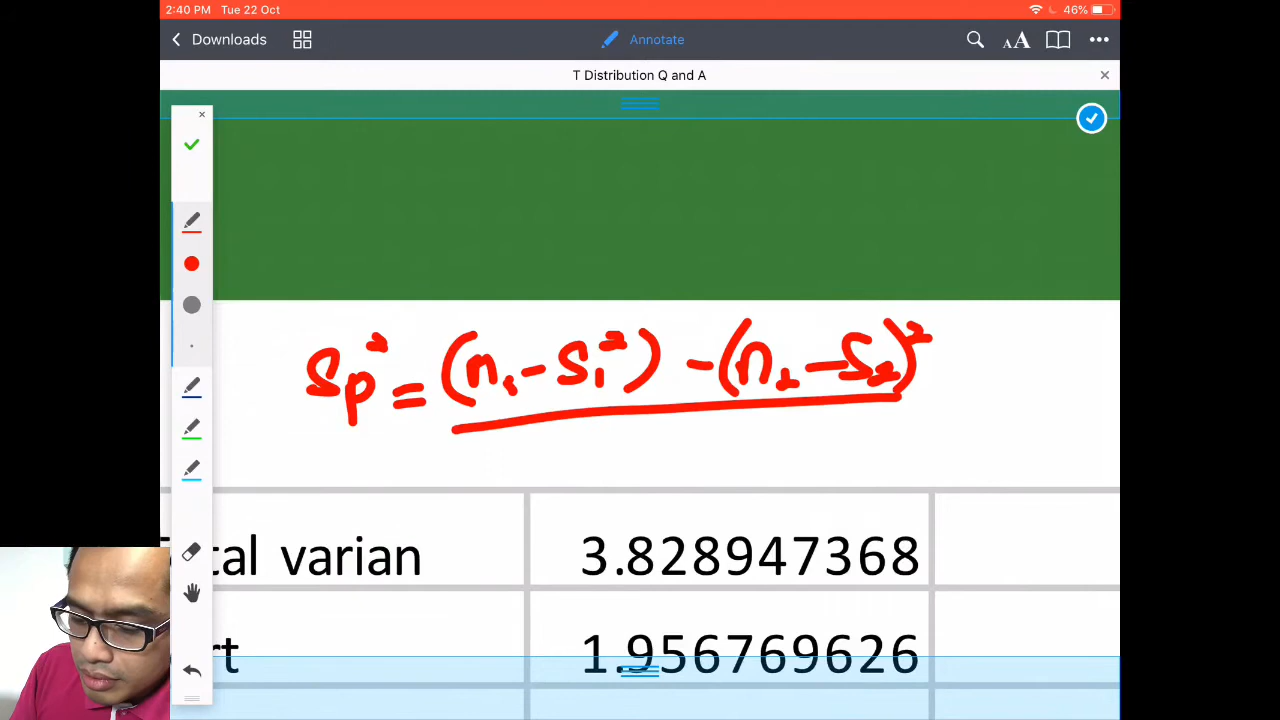 2:40 PM Tue 22 Oct 46%
Downloads Annotate AA
T Distribution Q and A
Sp² = (n₁ - S₁²) - (n₂ - S₂)²
tal varian 3.828947368
rt 1.956769626